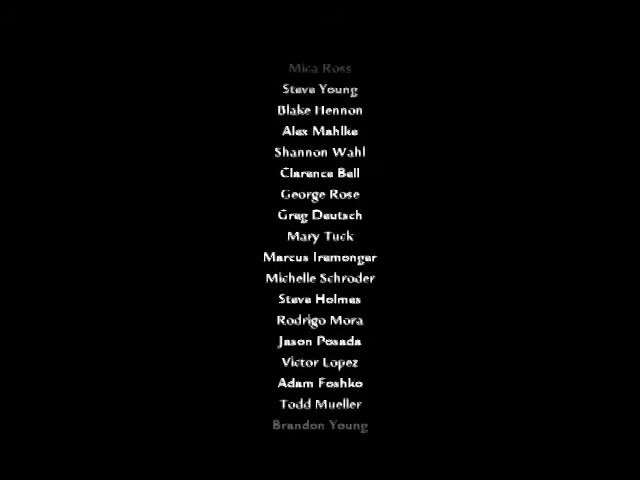 Mica Ross
Steve Young
Blake Hennon
Alex Mahlke
Shannon Wahl
Clarence Bell
George Rose
Greg Deutsch
Mary Tuck
Marcus Iremonger
Michelle Schroder
Steve Holmes
Rodrigo Mora
Jason Posada
Victor Lopez
Adam Foshko
Todd Mueller
Brandon Young